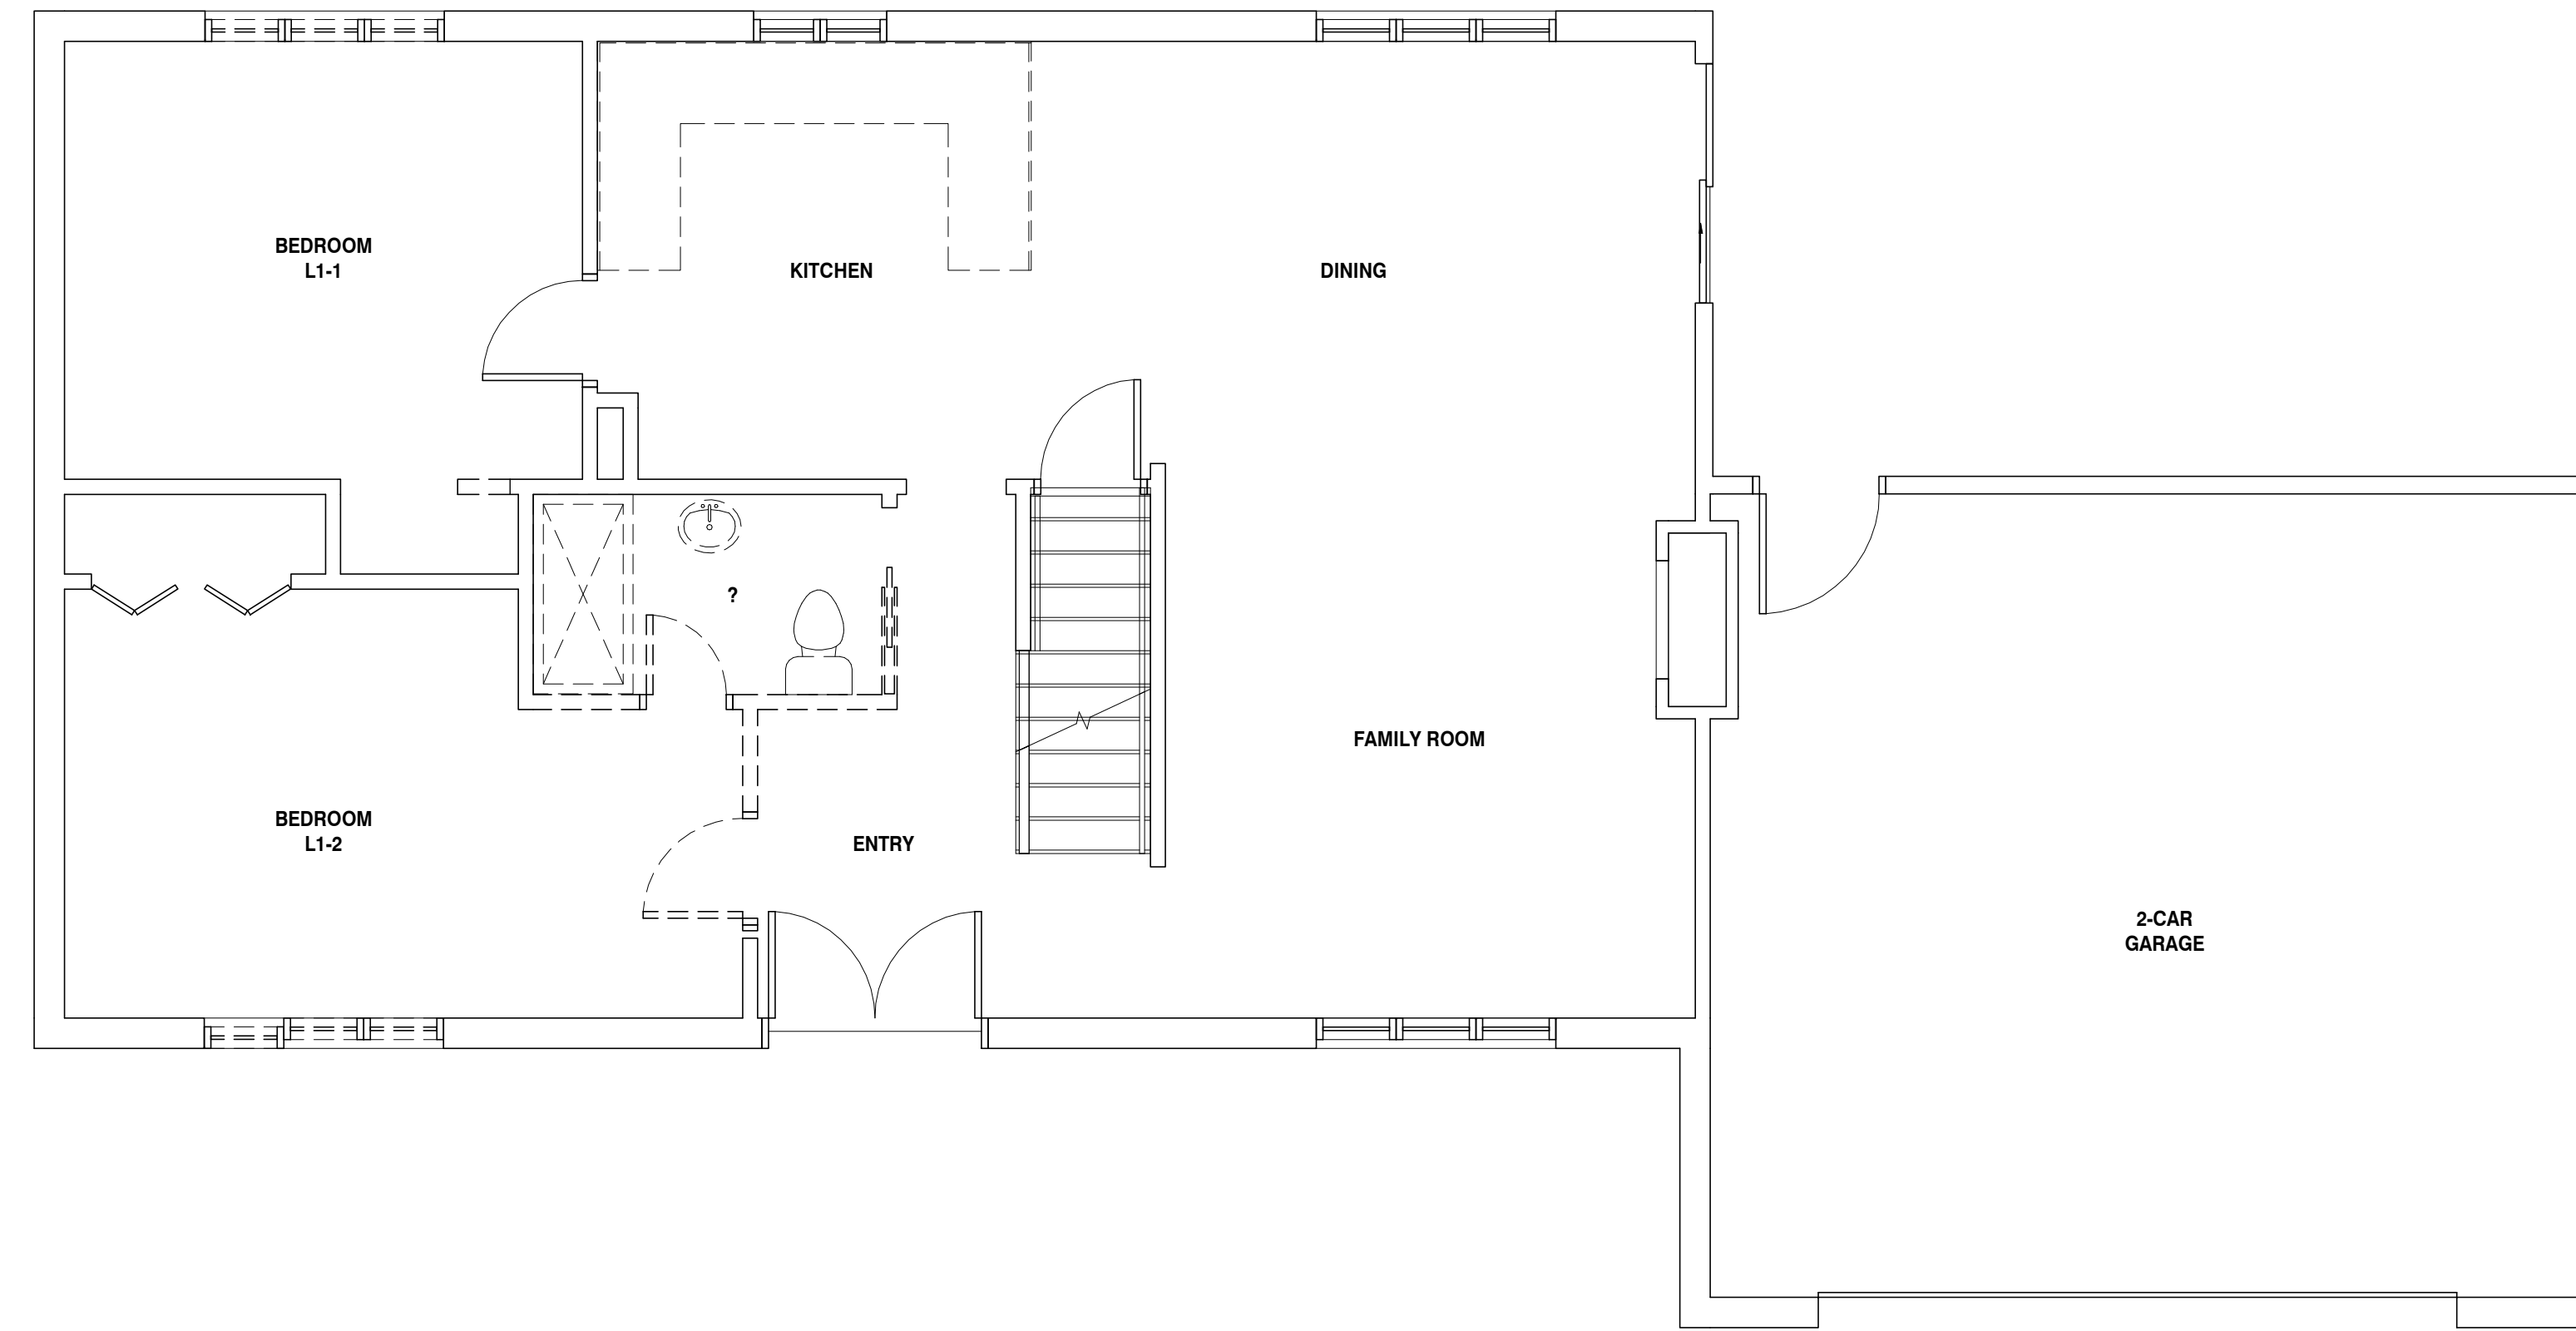 BEDROOM
L1-1
KITCHEN
DINING
?
FAMILY ROOM
BEDROOM
L1-2
ENTRY
2-CAR
GARAGE